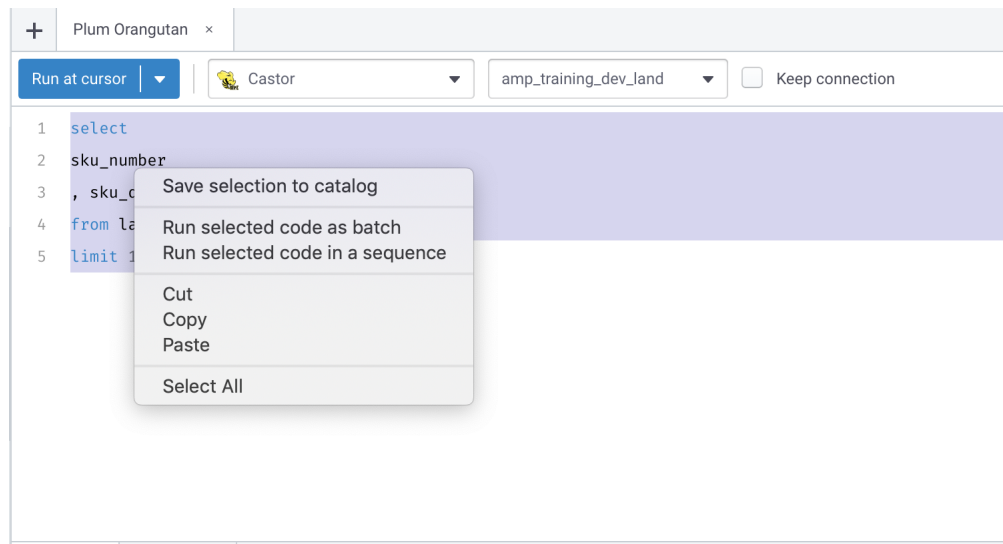 + Plum Orangutan ×
Run at cursor Castor amp_training_dev_land Keep connection
1 select
2 sku_number
3 , sku_
4 from la
5 limit 1
Save selection to catalog
Run selected code as batch
Run selected code in a sequence
Cut
Copy
Paste
Select All